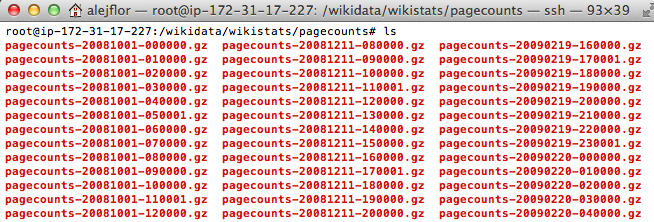 alejflor — root@ip-172-31-17-227: /wikidata/wikistats/pagecounts — ssh — 93×39
root@ip-172-31-17-227:/wikidata/wikistats/pagecounts# ls
pagecounts-20081001-000000.gz pagecounts-20081211-080000.gz pagecounts-20090219-160000.gz
pagecounts-20081001-010000.gz pagecounts-20081211-090000.gz pagecounts-20090219-170001.gz
pagecounts-20081001-020000.gz pagecounts-20081211-100000.gz pagecounts-20090219-180000.gz
pagecounts-20081001-030000.gz pagecounts-20081211-110001.gz pagecounts-20090219-190000.gz
pagecounts-20081001-040000.gz pagecounts-20081211-120000.gz pagecounts-20090219-200000.gz
pagecounts-20081001-050001.gz pagecounts-20081211-130000.gz pagecounts-20090219-210000.gz
pagecounts-20081001-060000.gz pagecounts-20081211-140000.gz pagecounts-20090219-220000.gz
pagecounts-20081001-070000.gz pagecounts-20081211-150000.gz pagecounts-20090219-230001.gz
pagecounts-20081001-080000.gz pagecounts-20081211-160000.gz pagecounts-20090220-000000.gz
pagecounts-20081001-090000.gz pagecounts-20081211-170001.gz pagecounts-20090220-010000.gz
pagecounts-20081001-100000.gz pagecounts-20081211-180000.gz pagecounts-20090220-020000.gz
pagecounts-20081001-110001.gz pagecounts-20081211-190000.gz pagecounts-20090220-030000.gz
pagecounts-20081001-120000.gz pagecounts-20081211-200000.gz pagecounts-20090220-040000.gz